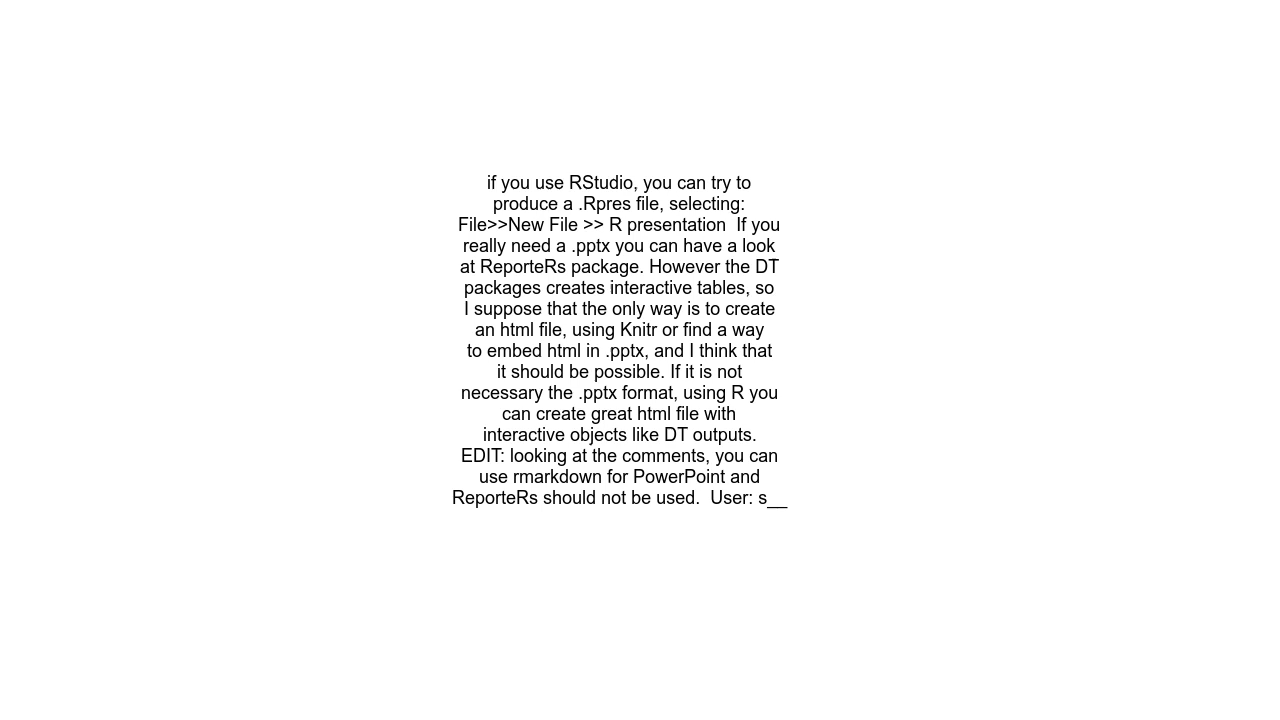 if you use RStudio, you can try to
produce a .Rpres file, selecting:
File>>New File >> R presentation  If you
really need a .pptx you can have a look
at ReporteRs package. However the DT
packages creates interactive tables, so
I suppose that the only way is to create
an html file, using Knitr or find a way
to embed html in .pptx, and I think that
it should be possible. If it is not
necessary the .pptx format, using R you
can create great html file with
interactive objects like DT outputs.
EDIT: looking at the comments, you can
use rmarkdown for PowerPoint and
ReporteRs should not be used.  User: s__